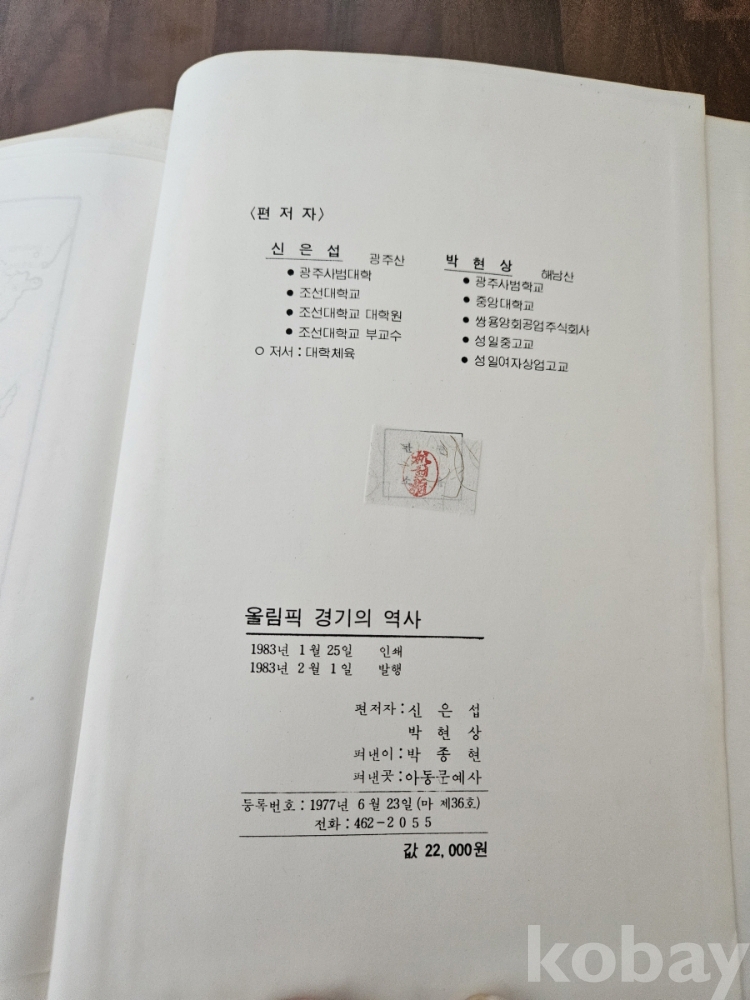 〈편 저 자〉
신 은 섭 광주산
● 광주사범대학
● 조선대학교
● 조선대학교 대학원
● 조선대학교 부교수
○ 저서 : 대학체육
박 현 상 해남산
● 광주사범학교
● 중앙대학교
● 쌍용양회공업주식회사
● 성일중고교
● 성일여자상업고교
올림픽 경기의 역사
1983년 1월 25일 인쇄
1983년 2월 1일 발행
편저자 : 신 은 섭
박 현 상
펴낸이 : 박 종 현
펴낸곳 : 아동문예사
등록번호 : 1977년 6월 23일 (마 제36호)
전화 : 462-2055
값 22,000원
kobay